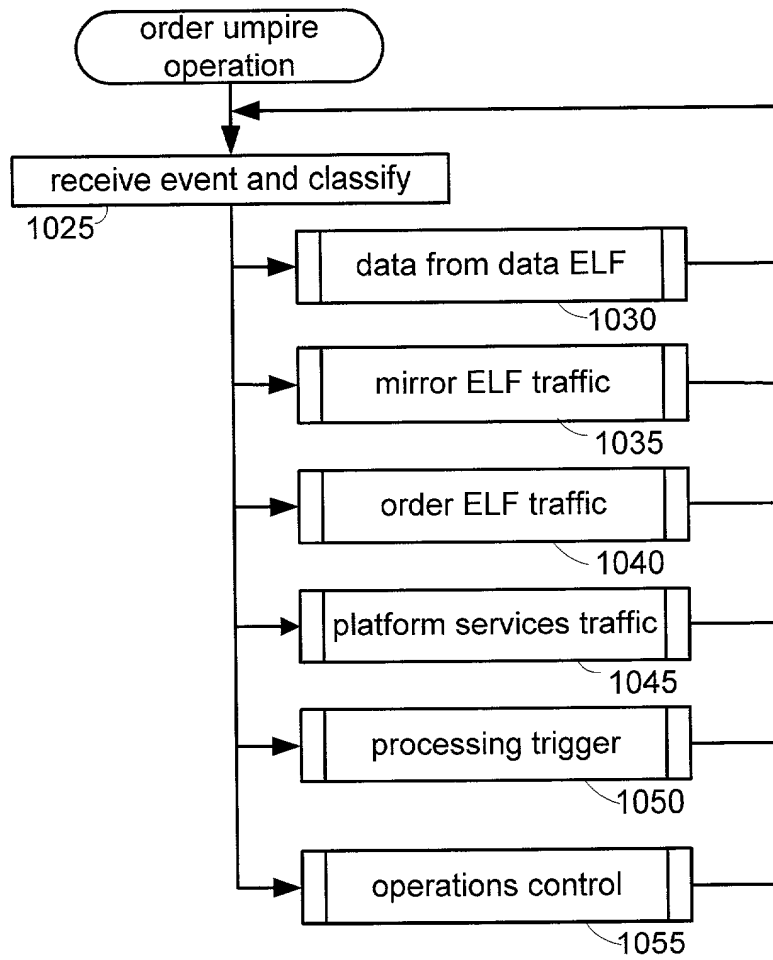 order umpire
operation
receive event and classify
1025
data from data ELF
1030
mirror ELF traffic
1035
order ELF traffic
1040
platform services traffic
1045
processing trigger
1050
operations control
1055